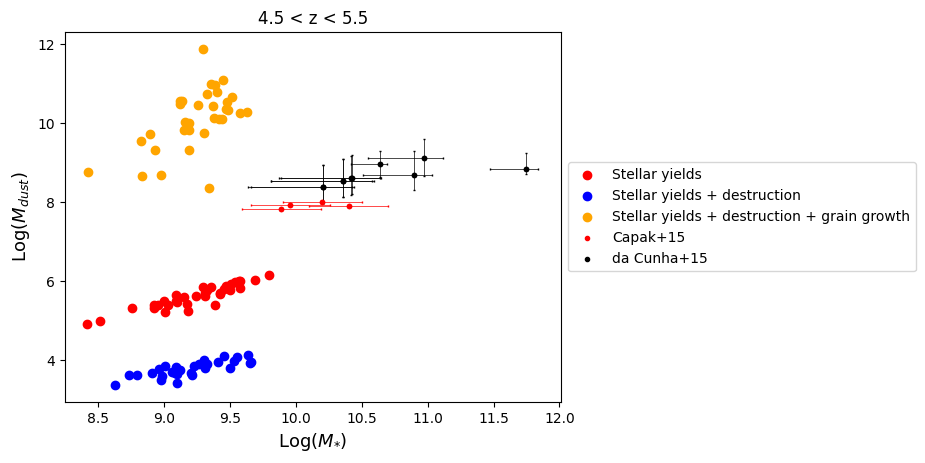 4.5 < z < 5.5
12
10
8
6
4
Log(M_dust)
8.5 9.0 9.5 10.0 10.5 11.0 11.5 12.0
Log(M_*)
Stellar yields
Stellar yields + destruction
Stellar yields + destruction + grain growth
Capak+15
da Cunha+15